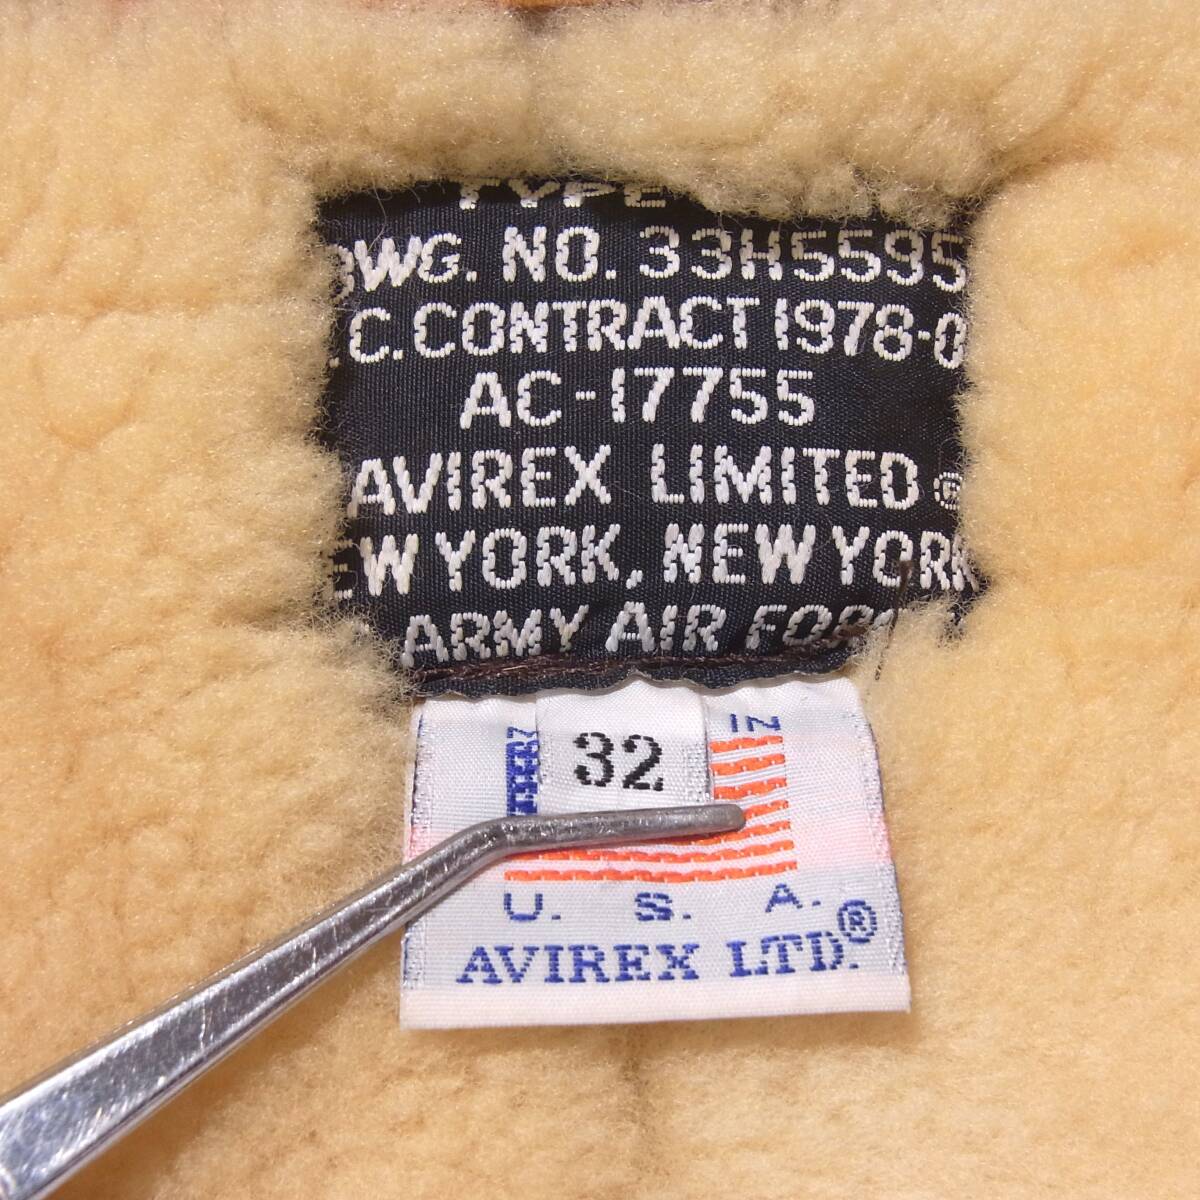 TYPE
DWG. NO. 33H5595
.C. CONTRACT 1978-0
AC-17755
AVIREX LIMITED ®
NEW YORK, NEW YORK
ARMY AIR FORC
IN
32
U. S. A.
AVIREX LTD.®